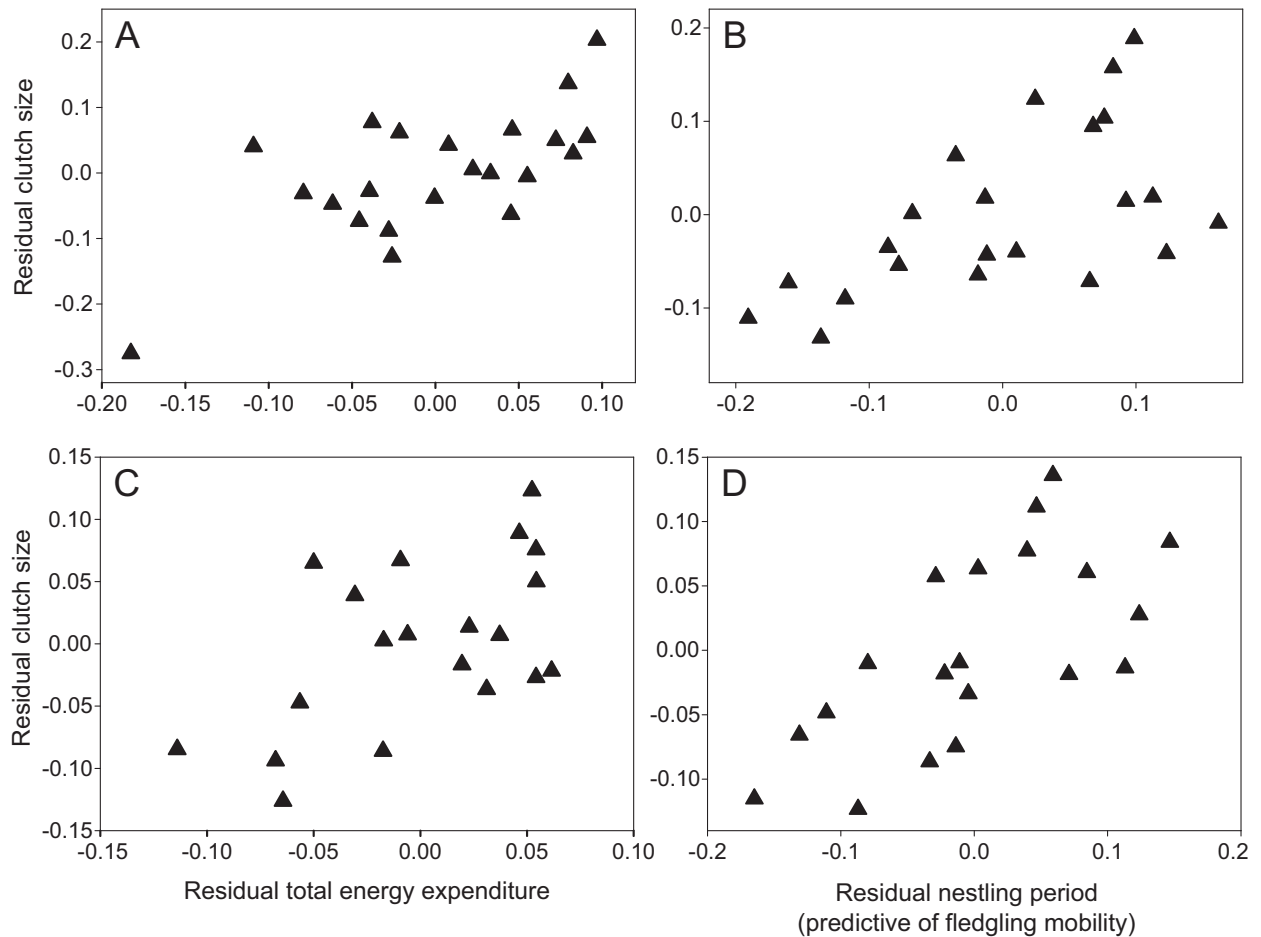 A
B
Residual clutch size
0.2
0.1
0.0
-0.1
-0.2
-0.3
-0.20 -0.15 -0.10 -0.05 0.00 0.05 0.10
0.2
0.1
0.0
-0.1
-0.2 -0.1 0.0 0.1
C
D
Residual clutch size
0.15
0.10
0.05
0.00
-0.05
-0.10
-0.15
-0.15 -0.10 -0.05 0.00 0.05 0.10
0.15
0.10
0.05
0.00
-0.05
-0.10
-0.2 -0.1 0.0 0.1 0.2
Residual total energy expenditure
Residual nestling period
(predictive of fledgling mobility)